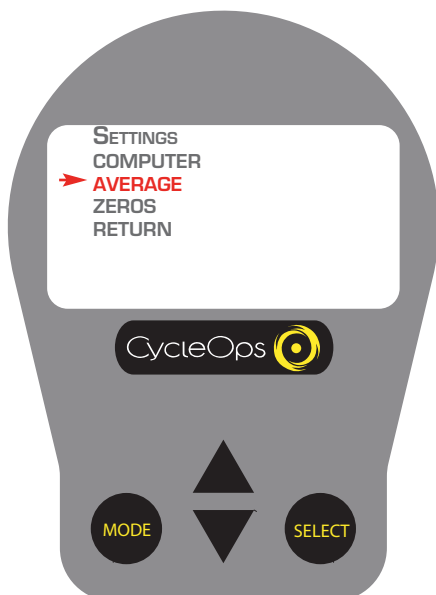 SETTINGS
COMPUTER
AVERAGE
ZEROS
RETURN
CycleOps
MODE
SELECT